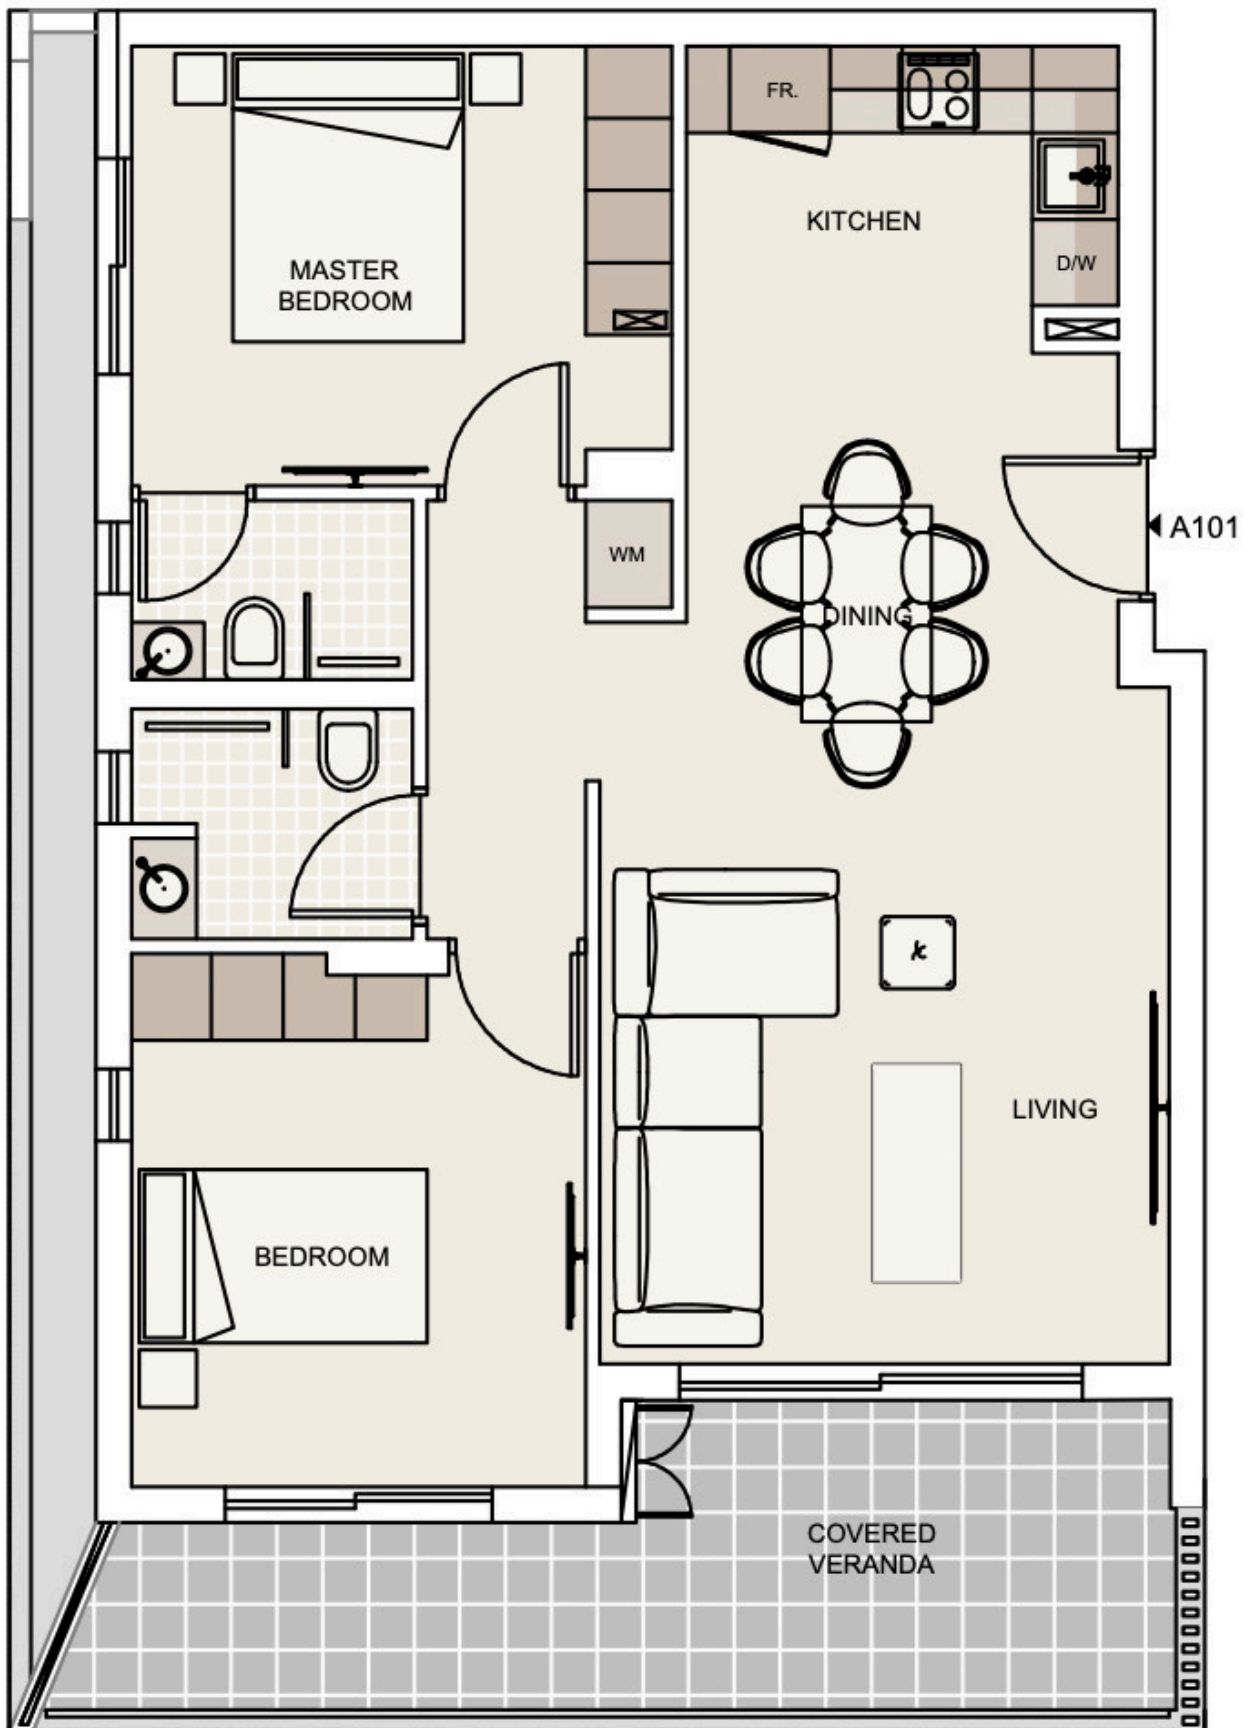 FR.
KITCHEN
MASTER
BEDROOM
D/W
A101
WM
DINING
LIVING
BEDROOM
COVERED
VERANDA